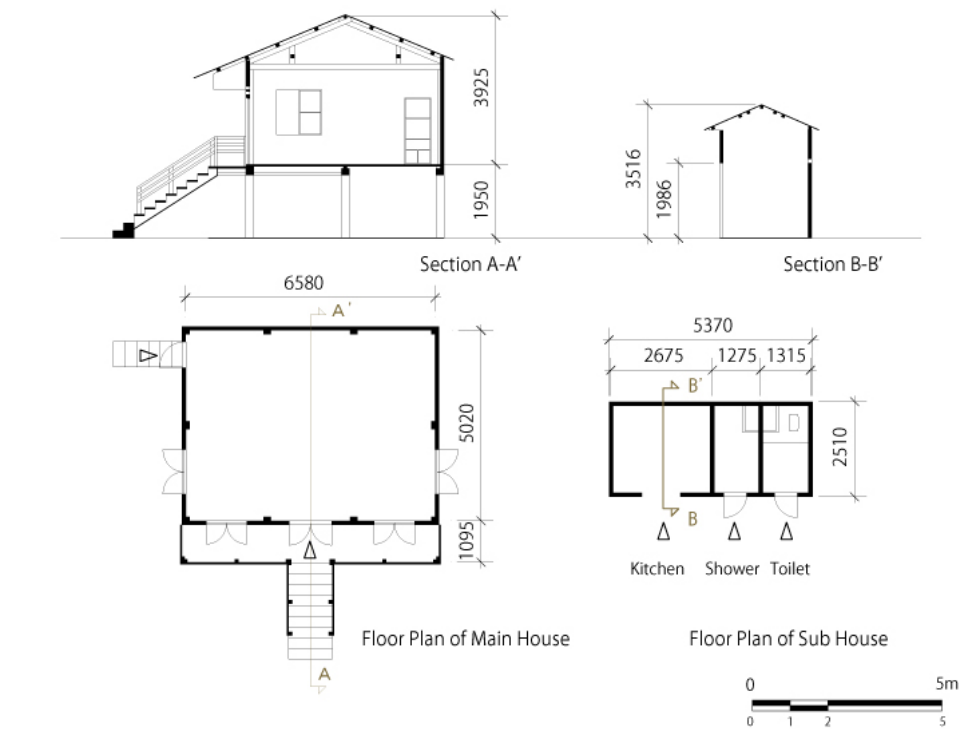 3925
1950
3516
1986
Section A-A’
Section B-B’
6580
A’
5020
1095
A
5370
2675 1275 1315
B’
2510
B
Kitchen Shower Toilet
Floor Plan of Main House
Floor Plan of Sub House
0 5m
0 1 2 5